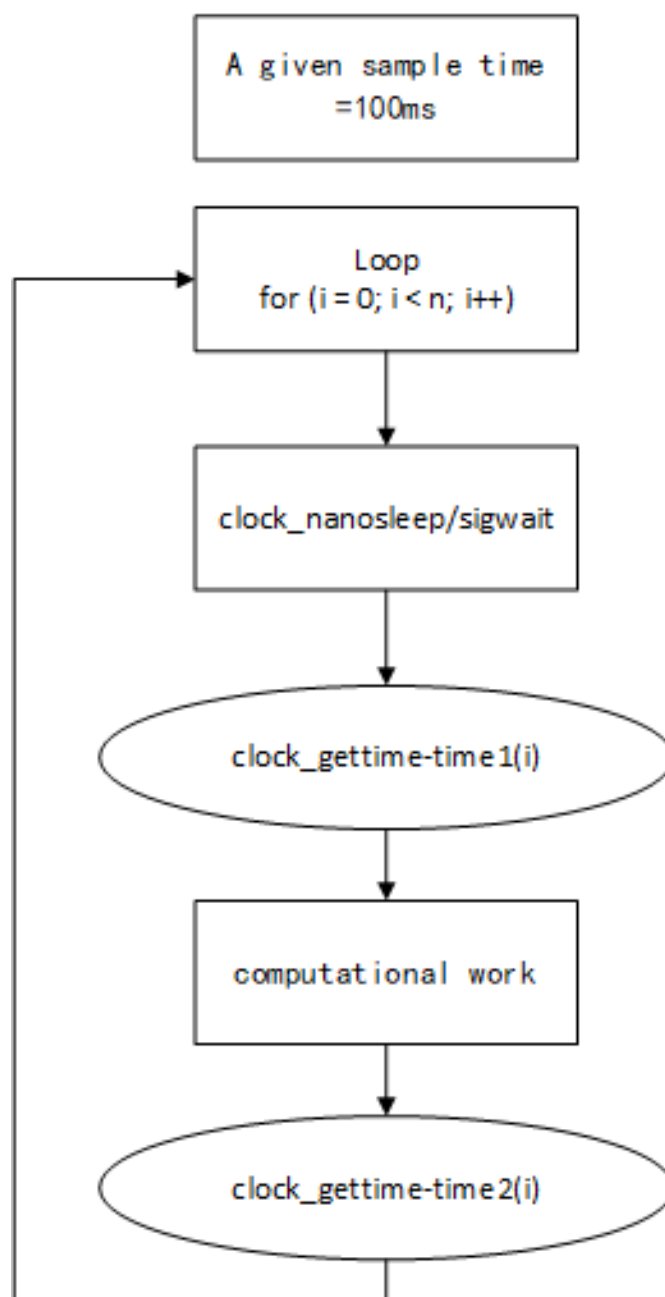 A given sample time
=100ms
Loop
for (i = 0; i < n; i++)
clock_nanosleep/sigwait
clock_gettime-time1(i)
computational work
clock_gettime-time2(i)